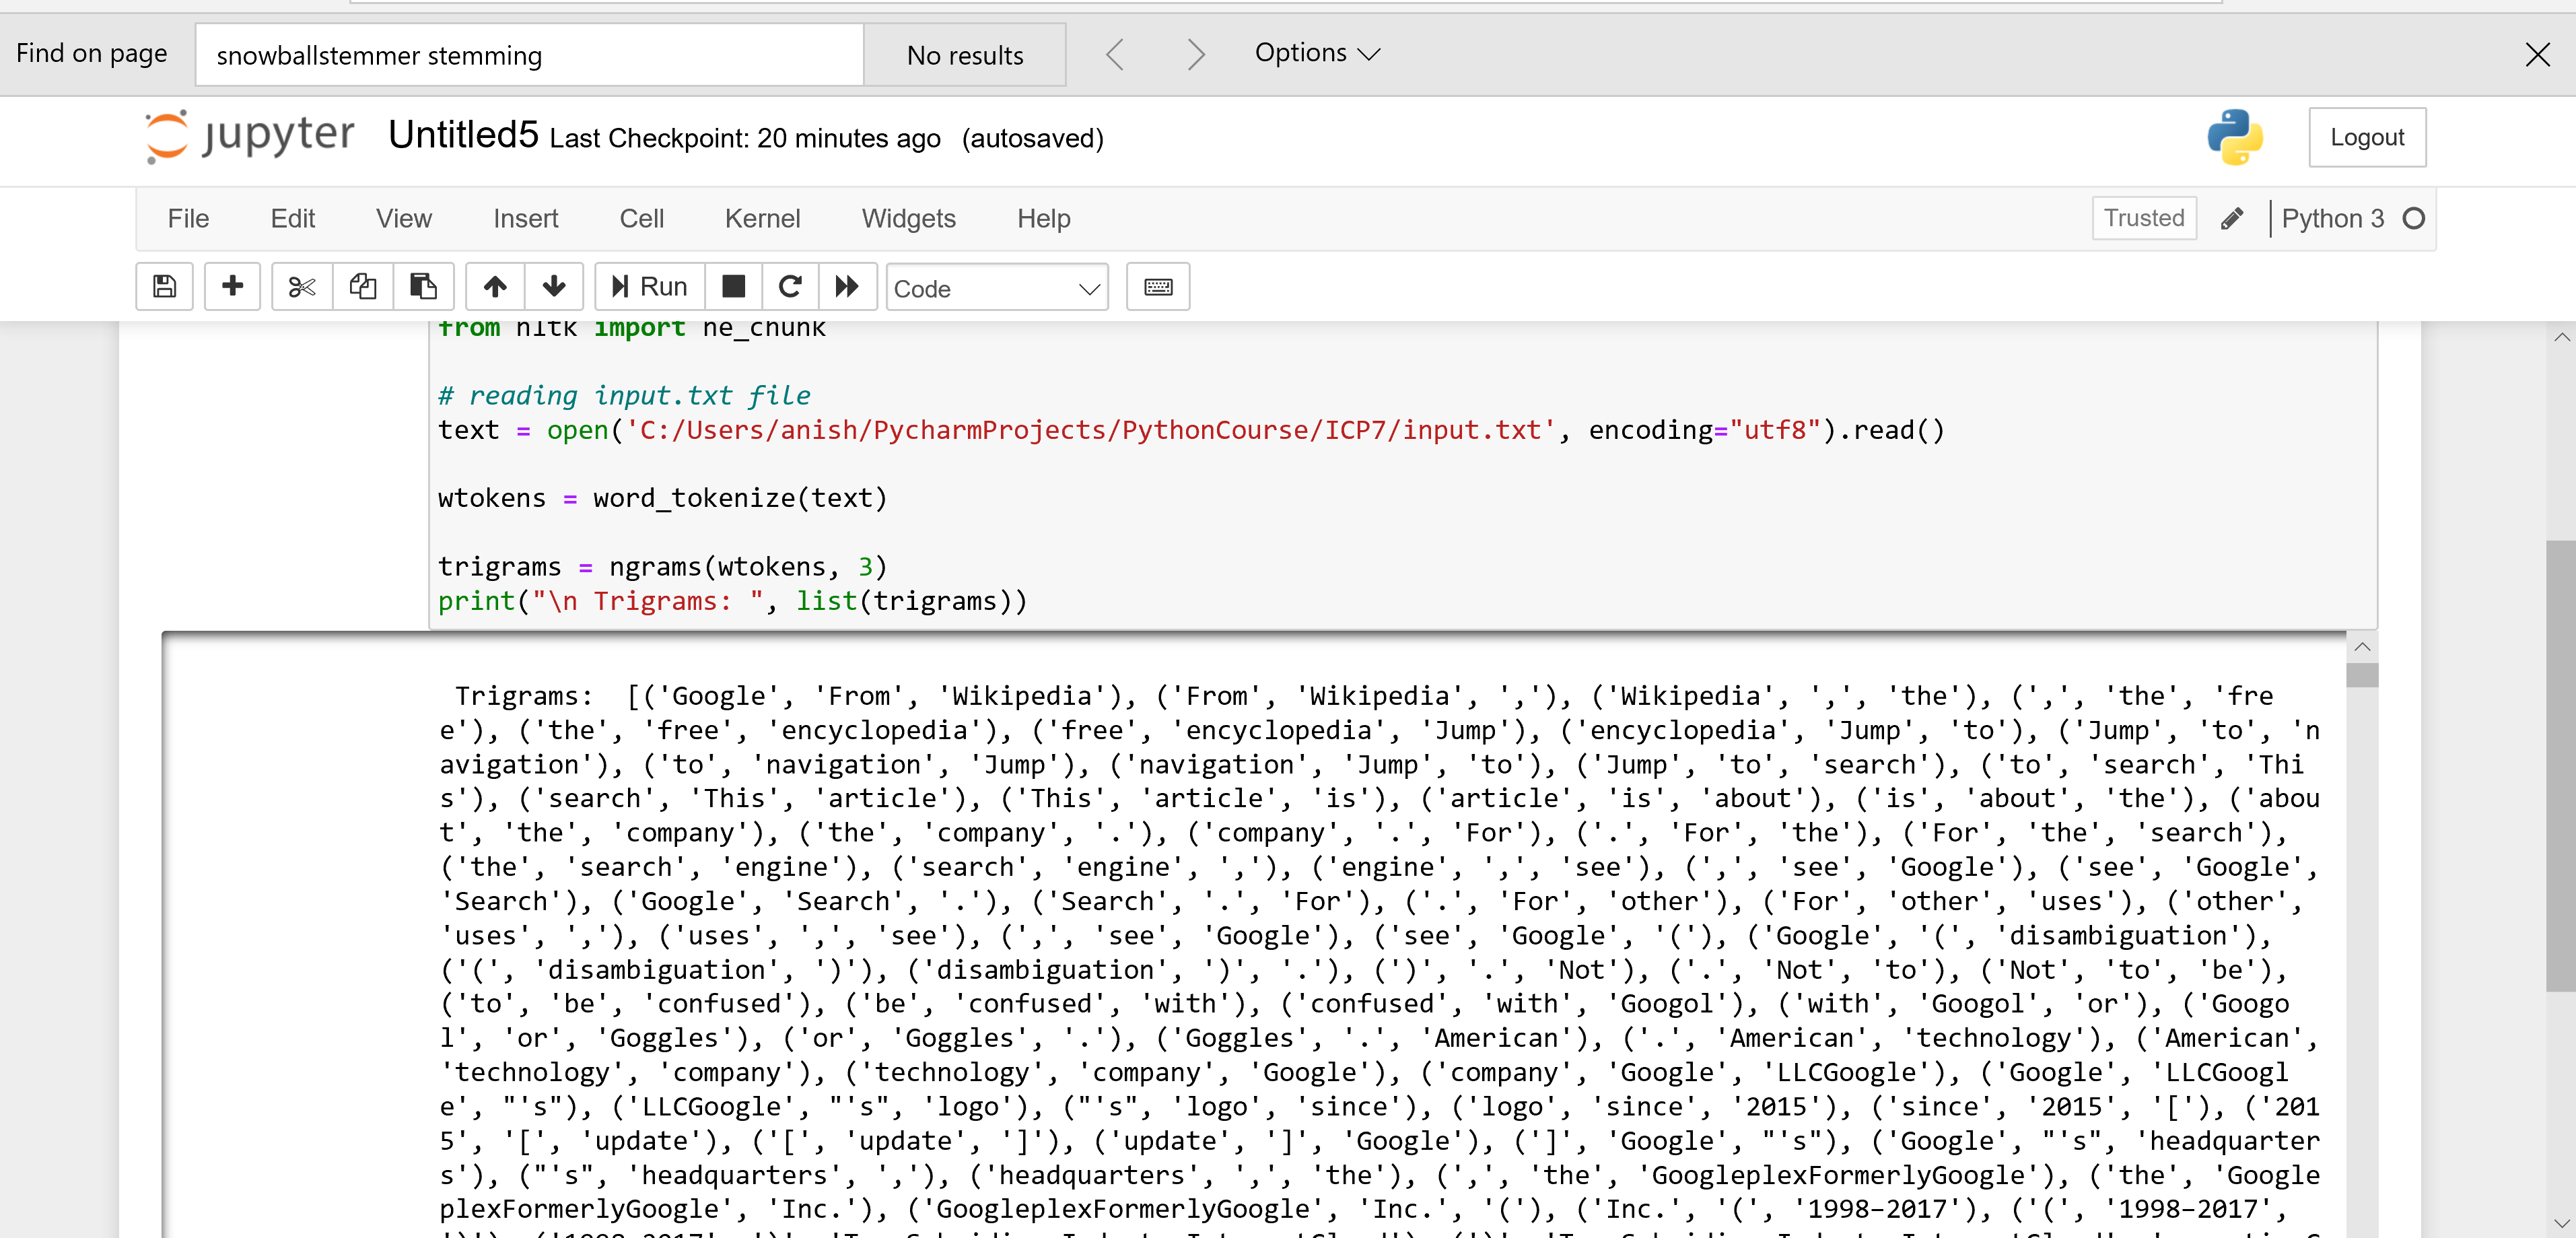 Find on page snowballstemmer stemming No results Options
jupyter Untitled5 Last Checkpoint: 20 minutes ago (autosaved) Logout
File Edit View Insert Cell Kernel Widgets Help Trusted Python 3
Run Code
from nltk import ne_chunk
# reading input.txt file
text = open('C:/Users/anish/PycharmProjects/PythonCourse/ICP7/input.txt', encoding="utf8").read()
wtokens = word_tokenize(text)
trigrams = ngrams(wtokens, 3)
print("\n Trigrams: ", list(trigrams))
Trigrams:  [('Google', 'From', 'Wikipedia'), ('From', 'Wikipedia', ','), ('Wikipedia', ',', 'the'), (',', 'the', 'fre
e'), ('the', 'free', 'encyclopedia'), ('free', 'encyclopedia', 'Jump'), ('encyclopedia', 'Jump', 'to'), ('Jump', 'to', 'n
avigation'), ('to', 'navigation', 'Jump'), ('navigation', 'Jump', 'to'), ('Jump', 'to', 'search'), ('to', 'search', 'Thi
s'), ('search', 'This', 'article'), ('This', 'article', 'is'), ('article', 'is', 'about'), ('is', 'about', 'the'), ('abou
t', 'the', 'company'), ('the', 'company', '.'), ('company', '.', 'For'), ('.', 'For', 'the'), ('For', 'the', 'search'),
('the', 'search', 'engine'), ('search', 'engine', ','), ('engine', ',', 'see'), (',', 'see', 'Google'), ('see', 'Google',
'Search'), ('Google', 'Search', '.'), ('Search', '.', 'For'), ('.', 'For', 'other'), ('For', 'other', 'uses'), ('other',
'uses', ','), ('uses', ',', 'see'), (',', 'see', 'Google'), ('see', 'Google', '('), ('Google', '(', 'disambiguation'),
('(', 'disambiguation', ')'), ('disambiguation', ')', '.'), (')', '.', 'Not'), ('.', 'Not', 'to'), ('Not', 'to', 'be'),
('to', 'be', 'confused'), ('be', 'confused', 'with'), ('confused', 'with', 'Googol'), ('with', 'Googol', 'or'), ('Goog­o
l', 'or', 'Goggles'), ('or', 'Goggles', '.'), ('Goggles', '.', 'American'), ('.', 'American', 'technology'), ('American',
'technology', 'company'), ('technology', 'company', 'Google'), ('company', 'Google', 'LLCGoogle'), ('Google', 'LLCGoogl
e', "'s"), ('LLCGoogle', "'s", 'logo'), ("'s", 'logo', 'since'), ('logo', 'since', '2015'), ('since', '2015', '['), ('201
5', '[', 'update'), ('[', 'update', ']'), ('update', ']', 'Google'), (']', 'Google', "'s"), ('Google', "'s", 'headquarter
s'), ("'s", 'headquarters', ','), ('headquarters', ',', 'the'), (',', 'the', 'GoogleplexFormerlyGoogle'), ('the', 'Google
plexFormerlyGoogle', 'Inc.'), ('GoogleplexFormerlyGoogle', 'Inc.', '('), ('Inc.', '(', '1998–2017'), ('(', '1998–2017',